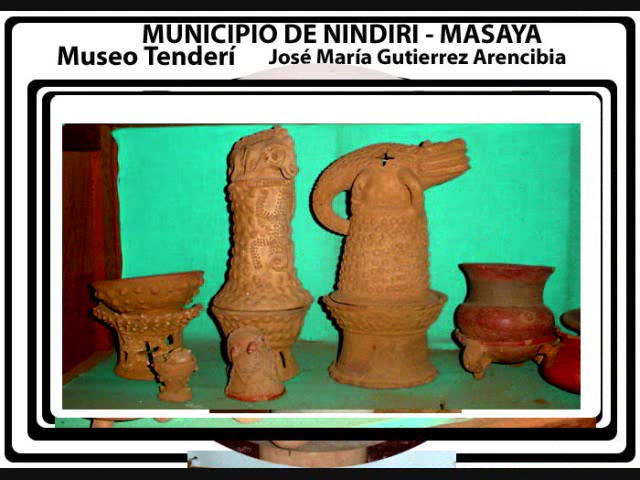 MUNICIPIO DE NINDIRI - MASAYA
Museo Tenderí José María Gutierrez Arencibia